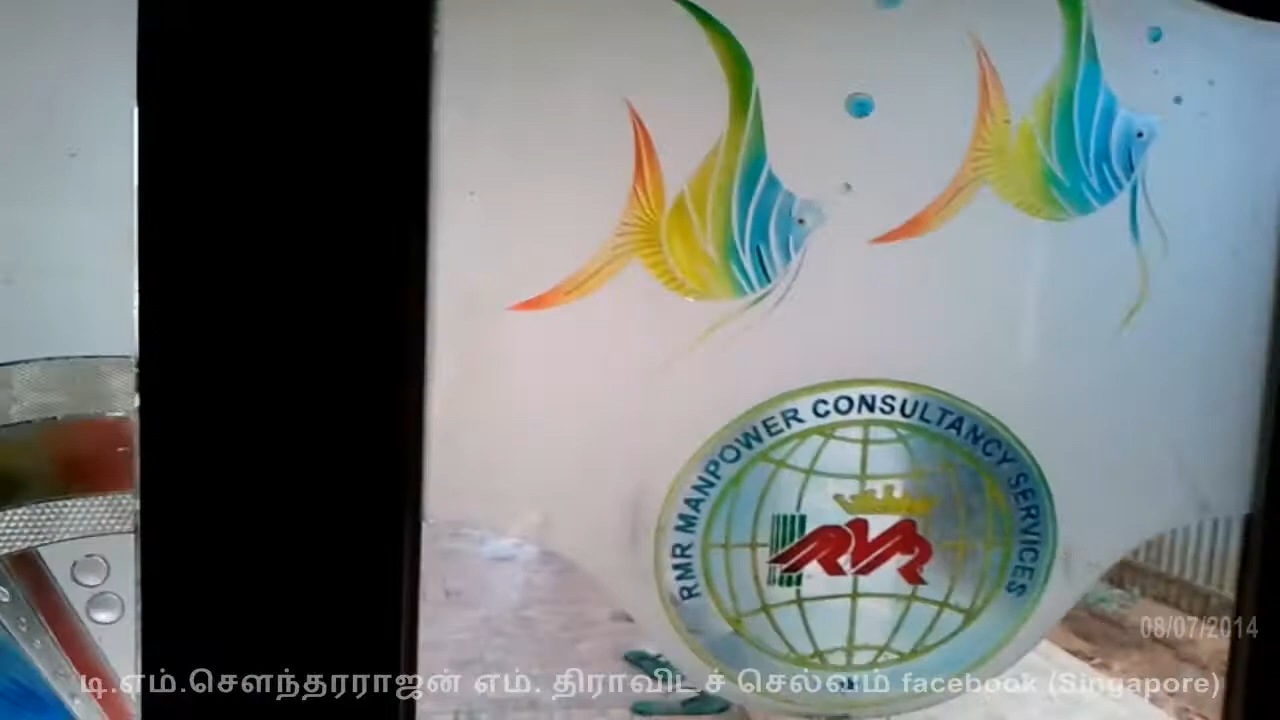 RMR MANPOWER CONSULTANCY SERVICES
RMR
08/07/2014
டி.எம்.சௌந்தரராஜன் எம். திராவிடச் செல்வம் facebook (Singapore)